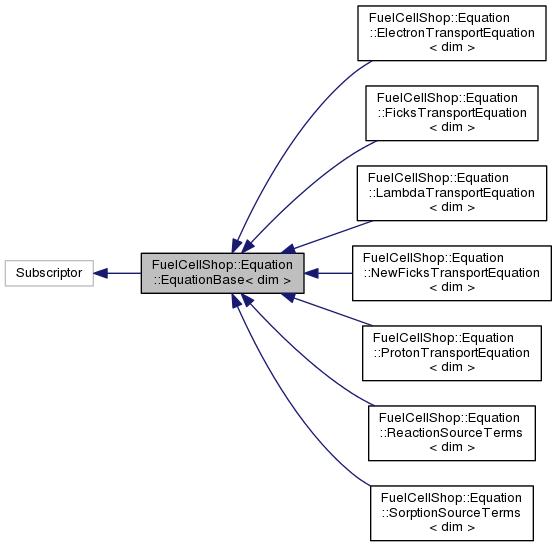 FuelCellShop::Equation
::ElectronTransportEquation
< dim >
FuelCellShop::Equation
::FicksTransportEquation
< dim >
FuelCellShop::Equation
::LambdaTransportEquation
< dim >
Subscriptor
FuelCellShop::Equation
::EquationBase< dim >
FuelCellShop::Equation
::NewFicksTransportEquation
< dim >
FuelCellShop::Equation
::ProtonTransportEquation
< dim >
FuelCellShop::Equation
::ReactionSourceTerms
< dim >
FuelCellShop::Equation
::SorptionSourceTerms
< dim >